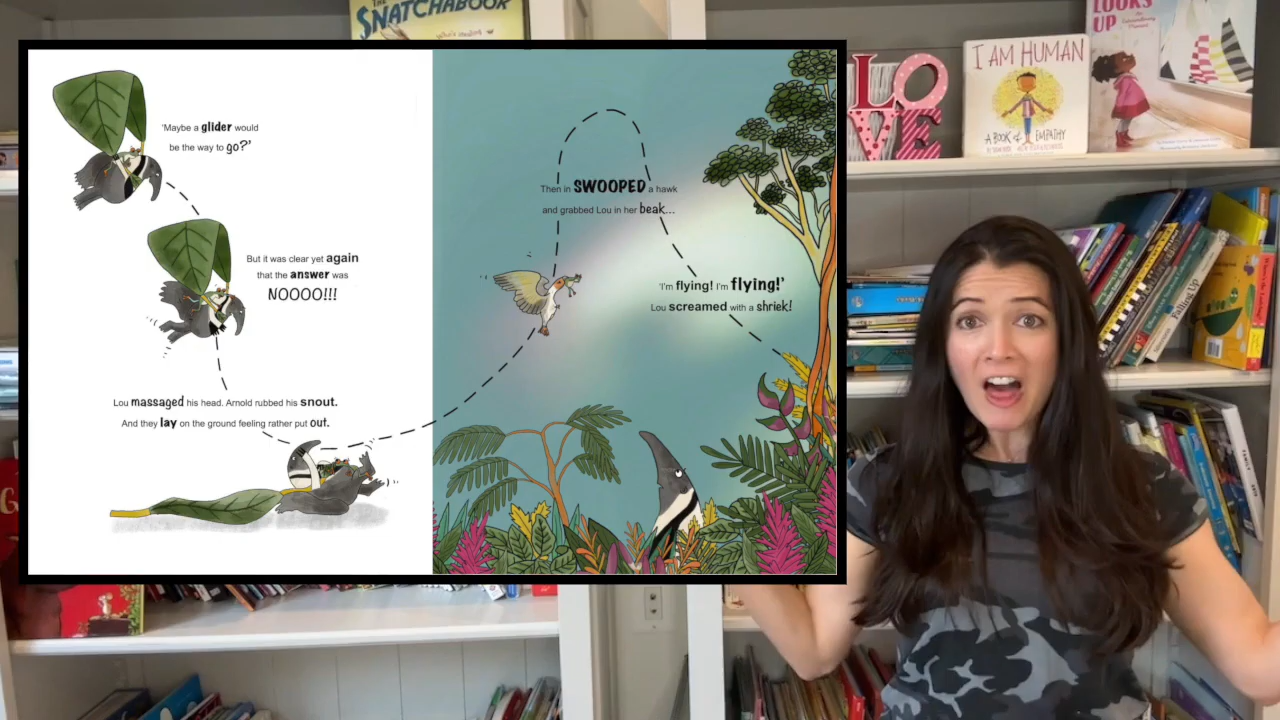 THE
SNATCHABOOK
'Maybe a glider would
be the way to go?'
But it was clear yet again
that the answer was
NOOOO!!!
Lou massaged his head. Arnold rubbed his snout.
And they lay on the ground feeling rather put out.
Then in SWOOPED a hawk
and grabbed Lou in her beak...
'I'm flying! I'm flying!'
Lou screamed with a shriek!
LOVE
I AM HUMAN
A BOOK of EMPATHY
LOOKS
UP
Falling Up